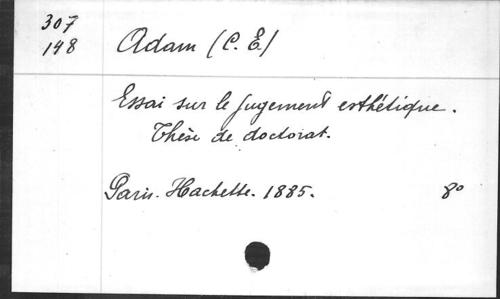 307
148
Adam (C. E.)
Essai sur le jugement esthétique.
Thèse de doctorat.
Paris. Hachette. 1885. 8°